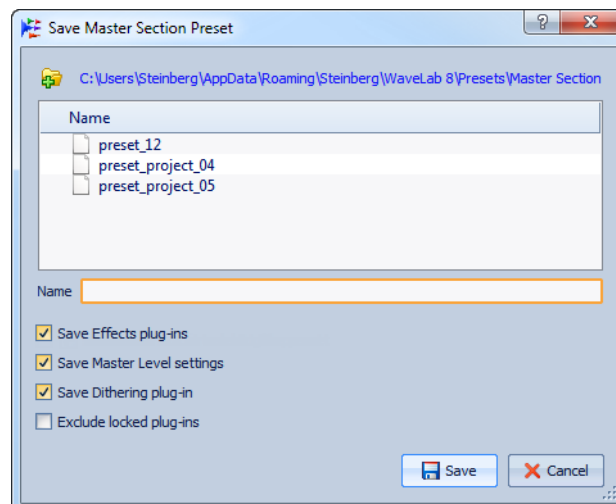 Save Master Section Preset
C:\Users\Steinberg\AppData\Roaming\Steinberg\WaveLab 8\Presets\Master Section
Name
preset_12
preset_project_04
preset_project_05
Name
Save Effects plug-ins
Save Master Level settings
Save Dithering plug-in
Exclude locked plug-ins
Save Cancel